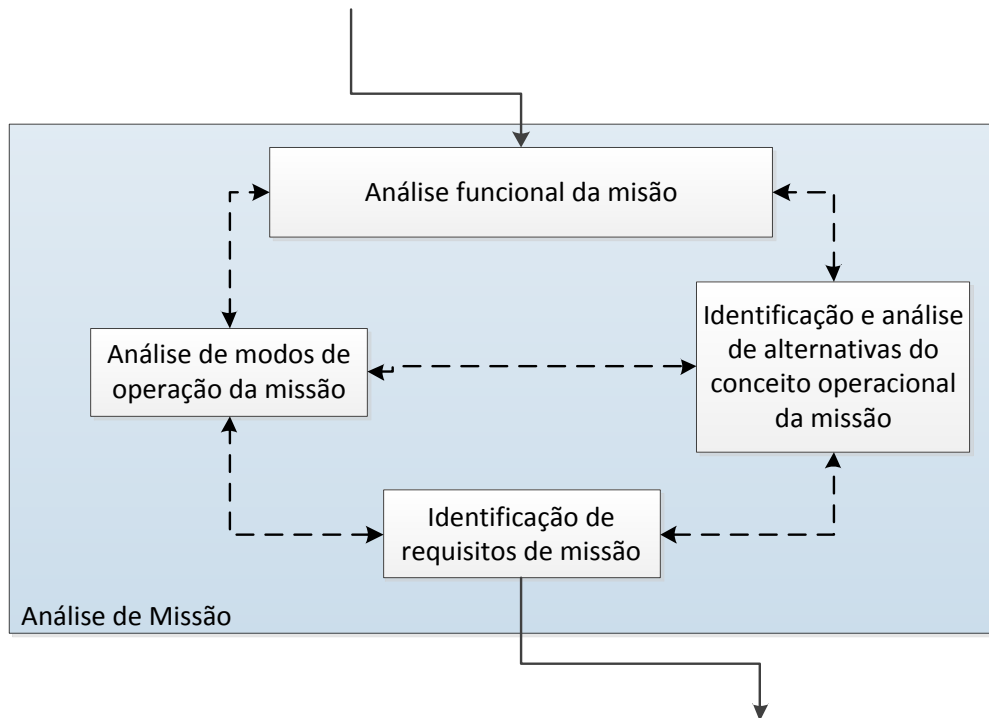 Análise funcional da misão
Análise de modos de
operação da missão
Identificação e análise
de alternativas do
conceito operacional
da missão
Identificação de
requisitos de missão
Análise de Missão